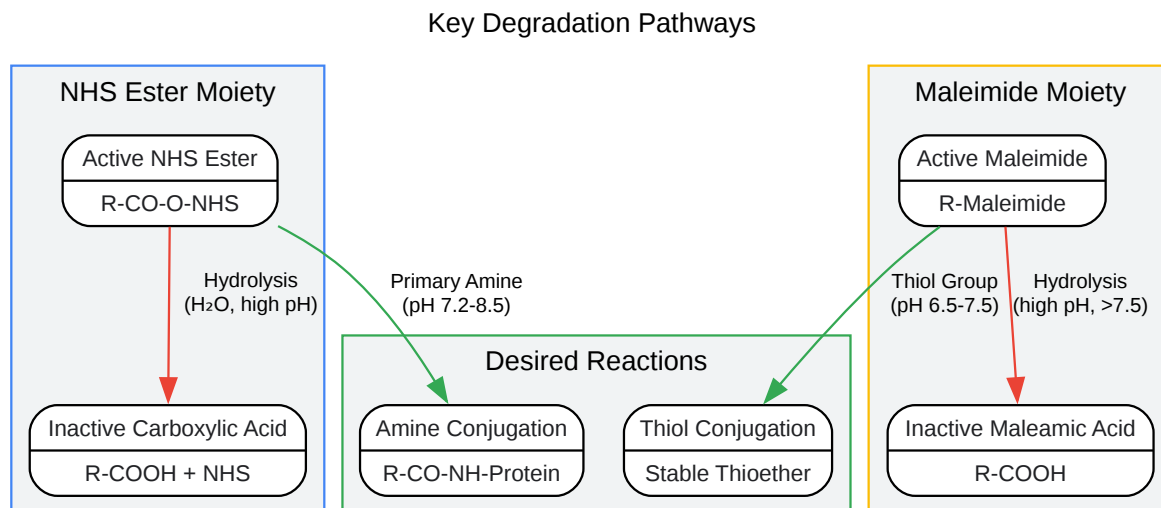 Key Degradation Pathways
NHS Ester Moiety
Active NHS Ester
R-CO-O-NHS
Hydrolysis
(H₂O, high pH)
Inactive Carboxylic Acid
R-COOH + NHS
Primary Amine
(pH 7.2-8.5)
Desired Reactions
Amine Conjugation
R-CO-NH-Protein
Thiol Conjugation
Stable Thioether
Maleimide Moiety
Active Maleimide
R-Maleimide
Thiol Group
(pH 6.5-7.5)
Hydrolysis
(high pH, >7.5)
Inactive Maleamic Acid
R-COOH